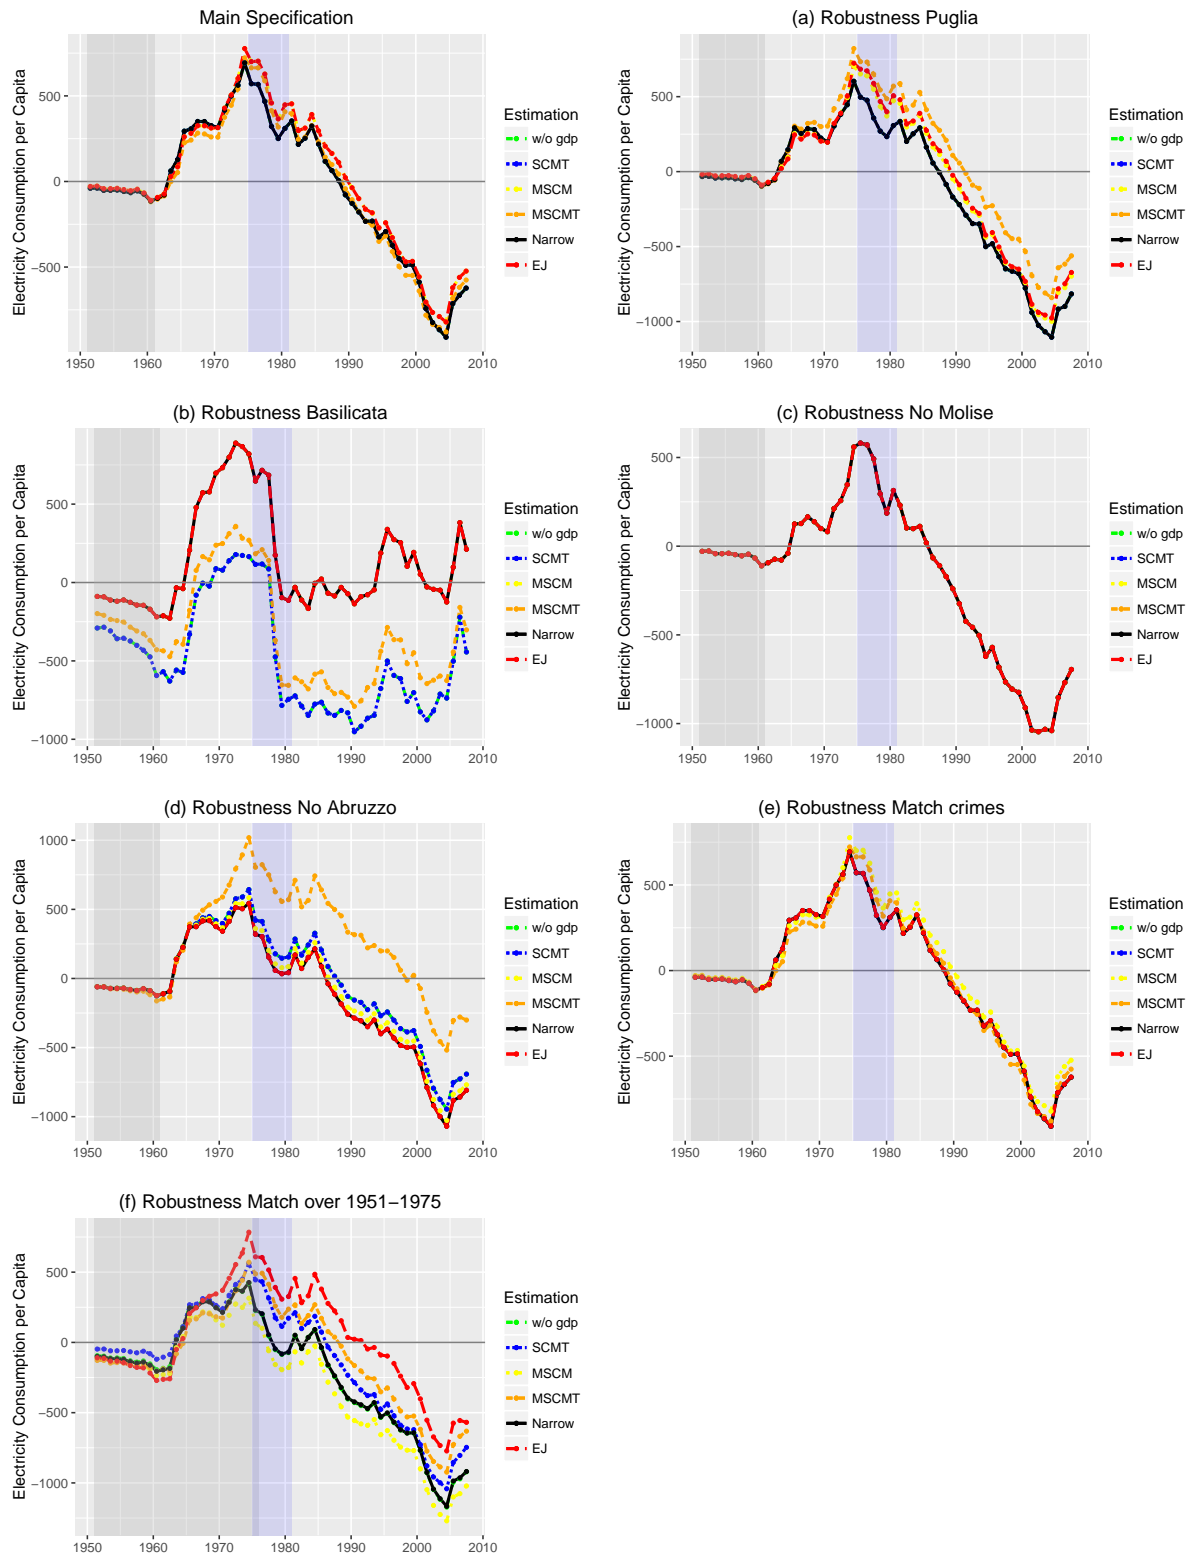 Main Specification
Electricity Consumption per Capita
500
0
−500
1950 1960 1970 1980 1990 2000 2010
Estimation
w/o gdp
SCMT
MSCM
MSCMT
Narrow
EJ
(a) Robustness Puglia
Electricity Consumption per Capita
500
0
−500
−1000
1950 1960 1970 1980 1990 2000 2010
Estimation
w/o gdp
SCMT
MSCM
MSCMT
Narrow
EJ
(b) Robustness Basilicata
Electricity Consumption per Capita
500
0
−500
−1000
1950 1960 1970 1980 1990 2000 2010
Estimation
w/o gdp
SCMT
MSCM
MSCMT
Narrow
EJ
(c) Robustness No Molise
Electricity Consumption per Capita
500
0
−500
−1000
1950 1960 1970 1980 1990 2000 2010
Estimation
w/o gdp
SCMT
MSCM
MSCMT
Narrow
EJ
(d) Robustness No Abruzzo
Electricity Consumption per Capita
1000
500
0
−500
−1000
1950 1960 1970 1980 1990 2000 2010
Estimation
w/o gdp
SCMT
MSCM
MSCMT
Narrow
EJ
(e) Robustness Match crimes
Electricity Consumption per Capita
500
0
−500
1950 1960 1970 1980 1990 2000 2010
Estimation
w/o gdp
SCMT
MSCM
MSCMT
Narrow
EJ
(f) Robustness Match over 1951−1975
Electricity Consumption per Capita
500
0
−500
−1000
1950 1960 1970 1980 1990 2000 2010
Estimation
w/o gdp
SCMT
MSCM
MSCMT
Narrow
EJ